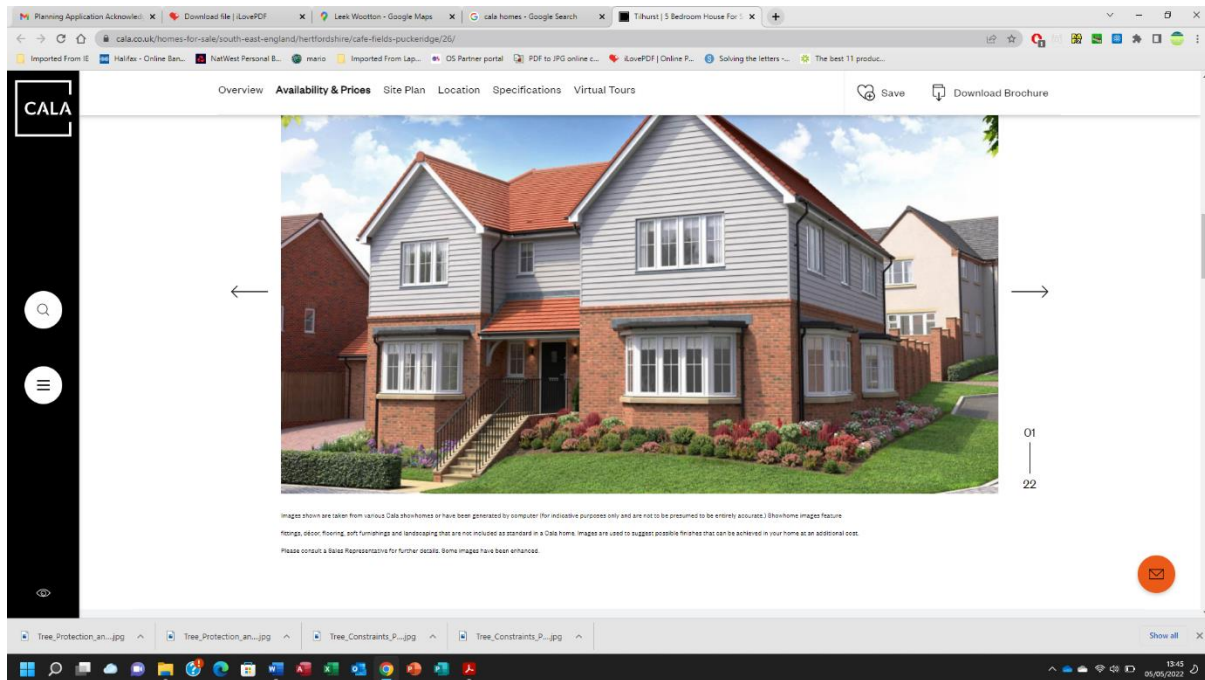 Planning Application Acknowled
Download file | iLovePDF
Leek Wootton - Google Maps
cala homes - Google Search
Tilhurst | 5 Bedroom House For S
cala.co.uk/homes-for-sale/south-east-england/hertfordshire/cafe-fields-puckeridge/26/
Imported From IE
Halifax - Online Ban...
NatWest Personal B...
mario
Imported From Lap...
OS Partner portal
PDF to JPG online c...
iLovePDF | Online P...
Solving the letters -...
The best 11 produc...
CALA
Overview Availability & Prices Site Plan Location Specifications Virtual Tours
Save
Download Brochure
01
22
Images shown are taken from various Cala showhomes or have been generated by computer (for indicative purposes only and are not to be presumed to be entirely accurate.) Showhome images feature
fittings, décor, flooring, soft furnishings and landscaping that are not included as standard in a Cala home. Images are used to suggest possible finishes that can be achieved in your home at an additional cost.
Please consult a Sales Representative for further details. Some images have been enhanced.
Tree_Protection_an....jpg
Tree_Protection_an....jpg
Tree_Constraints_P....jpg
Tree_Constraints_P....jpg
Show all
13:45
05/05/2022